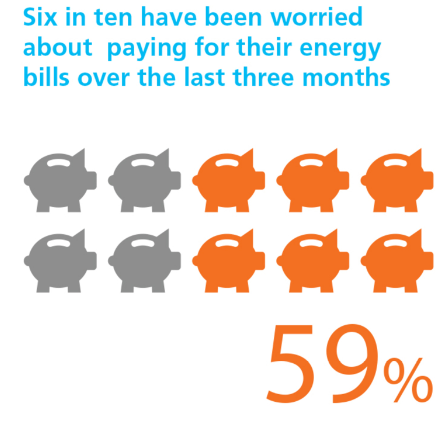 Six in ten have been worried
about paying for their energy
bills over the last three months
59%